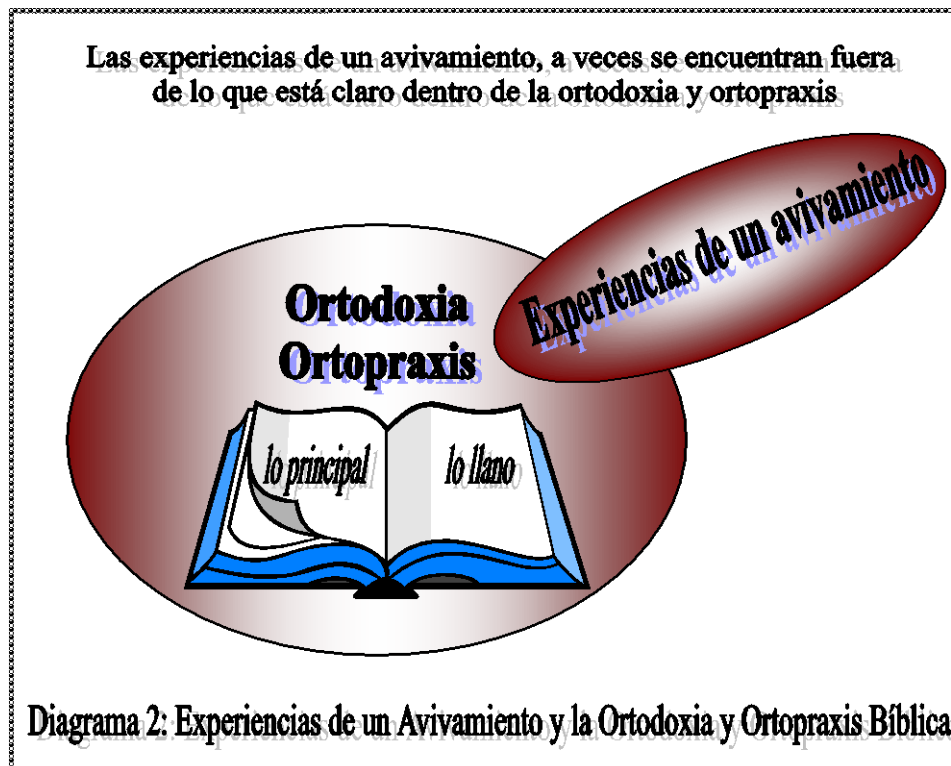 Las experiencias de un avivamiento, a veces se encuentran fuera
de lo que está claro dentro de la ortodoxia y ortopraxis
Experiencias de un avivamiento
Ortodoxia
Ortopraxis
lo principal
lo llano
Diagrama 2: Experiencias de un Avivamiento y la Ortodoxia y Ortopraxis Bíblica